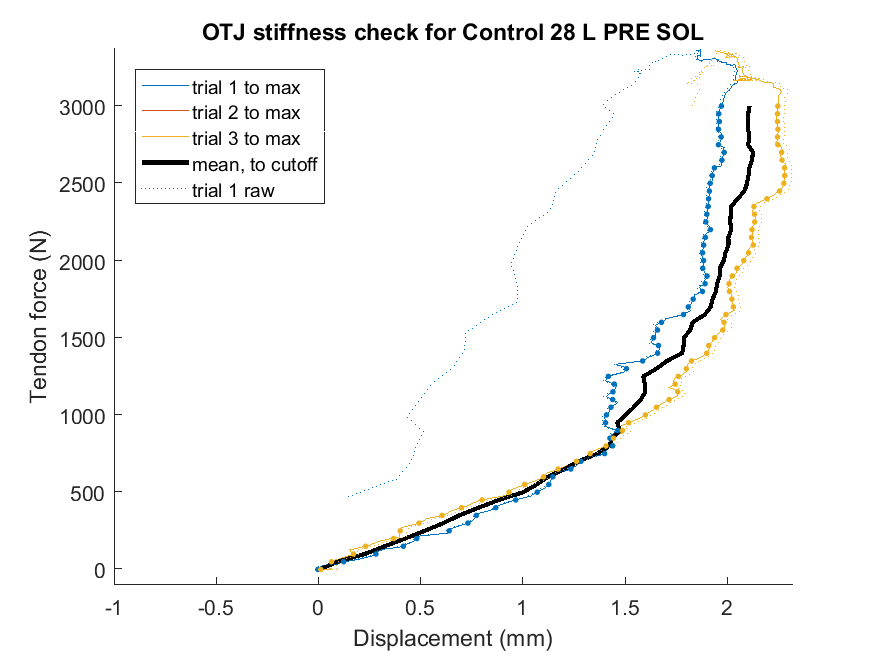 OTJ stiffness check for Control 28 L PRE SOL
trial 1 to max
trial 2 to max
trial 3 to max
mean, to cutoff
trial 1 raw
3000
2500
2000
1500
1000
500
0
Tendon force (N)
-1 -0.5 0 0.5 1 1.5 2
Displacement (mm)